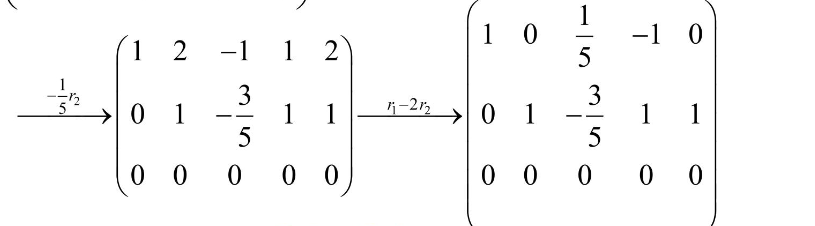 -1/5 r₂ → ( 1 2 -1 1 2
0 1 -3/5 1 1
0 0 0 0 0 )
r₁-2r₂ → ( 1 0 1/5 -1 0
0 1 -3/5 1 1
0 0 0 0 0 )